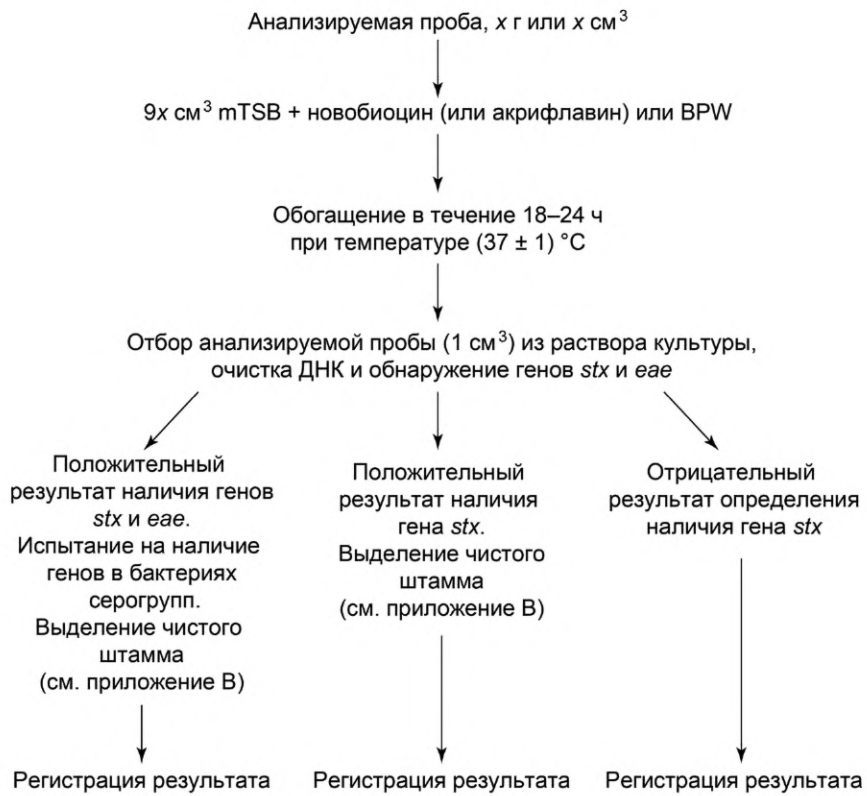 Анализируемая проба, x г или x см³
9x см³ mTSB + новобиоцин (или акрифлавин) или BPW
Обогащение в течение 18–24 ч
при температуре (37 ± 1) °C
Отбор анализируемой пробы (1 см³) из раствора культуры,
очистка ДНК и обнаружение генов stx и eae
Положительный
результат наличия генов
stx и eae.
Испытание на наличие
генов в бактериях
серогрупп.
Выделение чистого
штамма
(см. приложение В)
Положительный
результат наличия
гена stx.
Выделение чистого
штамма
(см. приложение В)
Отрицательный
результат определения
наличия гена stx
Регистрация результата
Регистрация результата
Регистрация результата